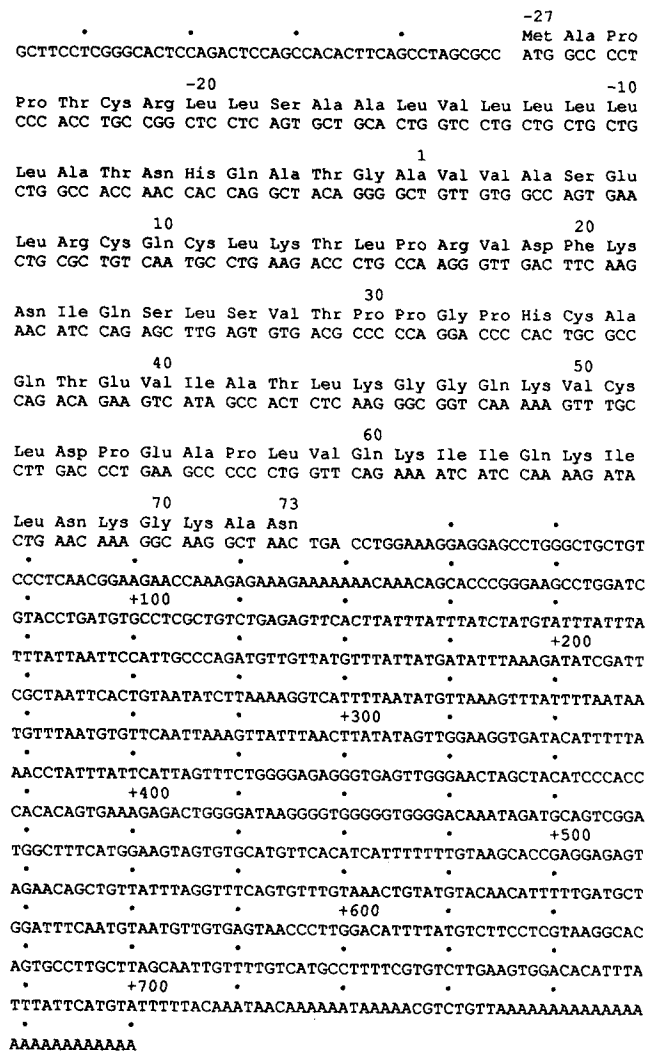 -27
Met Ala Pro
GCTTCCTCGGGCACTCCAGACTCCAGCCACACTTCAGCCTAGCGCC ATG GCC CCT
-20 -10
Pro Thr Cys Arg Leu Leu Ser Ala Ala Leu Val Leu Leu Leu Leu
CCC ACC TGC CGG CTC CTC AGT GCT GCA CTG GTC CTG CTG CTG CTG
1
Leu Ala Thr Asn His Gln Ala Thr Gly Ala Val Val Ala Ser Glu
CTG GCC ACC AAC CAC CAG GCT ACA GGG GCT GTT GTG GCC AGT GAA
10 20
Leu Arg Cys Gln Cys Leu Lys Thr Leu Pro Arg Val Asp Phe Lys
CTG CGC TGT CAA TGC CTG AAG ACC CTG CCA AGG GTT GAC TTC AAG
30
Asn Ile Gln Ser Leu Ser Val Thr Pro Pro Gly Pro His Cys Ala
AAC ATC CAG AGC TTG AGT GTG ACG CCC CCA GGA CCC CAC TGC GCC
40 50
Gln Thr Glu Val Ile Ala Thr Leu Lys Gly Gly Gln Lys Val Cys
CAG ACA GAA GTC ATA GCC ACT CTC AAG GGC GGT CAA AAA GTT TGC
60
Leu Asp Pro Glu Ala Pro Leu Val Gln Lys Ile Ile Gln Lys Ile
CTT GAC CCT GAA GCC CCC CTG GTT CAG AAA ATC ATC CAA AAG ATA
70 73
Leu Asn Lys Gly Lys Ala Asn
CTG AAC AAA GGC AAG GCT AAC TGA CCTGGAAAGGAGGAGCCTGGGCTGCTGT
CCCTCAACGGAAGAACCAAAGAGAAAGAAAAAAACAAACAGCACCCGGGAAGCCTGGATC
+100
GTACCTGATGTGCCTCGCTGTCTGAGAGTTCACTTATTTATTTATCTATGTATTTATTTA
+200
TTTATTAATTCCATTGCCCAGATGTTGTTATGTTTATTATGATATTTAAAGATATCGATT
CGCTAATTCACTGTAATATCTTAAAAGGTCATTTTAATATGTTAAAGTTTATTTTAATAA
+300
TGTTTAATGTGTTCAATTAAAGTTATTTAACTTATATAGTTGGAAGGTGATACATTTTTA
AACCTATTTATTCATTAGTTTCTGGGGAGAGGGTGAGTTGGGAACTAGCTACATCCCACC
+400
CACACAGTGAAAGAGACTGGGGATAAGGGGTGGGGGTGGGGACAAATAGATGCAGTCGGA
+500
TGGCTTTCATGGAAGTAGTGTGCATGTTCACATCATTTTTTTGTAAGCACCGAGGAGAGT
AGAACAGCTGTTATTTAGGTTTCAGTGTTTGTAAACTGTATGTACAACATTTTTGATGCT
+600
GGATTTCAATGTAATGTTGTGAGTAACCCTTGGACATTTTATGTCTTCCTCGTAAGGCAC
AGTGCCTTGCTTAGCAATTGTTTTGTCATGCCTTTTCGTGTCTTGAAGTGGACACATTTA
+700
TTTATTCATGTATTTTTACAAATAACAAAAAATAAAAACGTCTGTTAAAAAAAAAAAAAA
AAAAAAAAAAAA